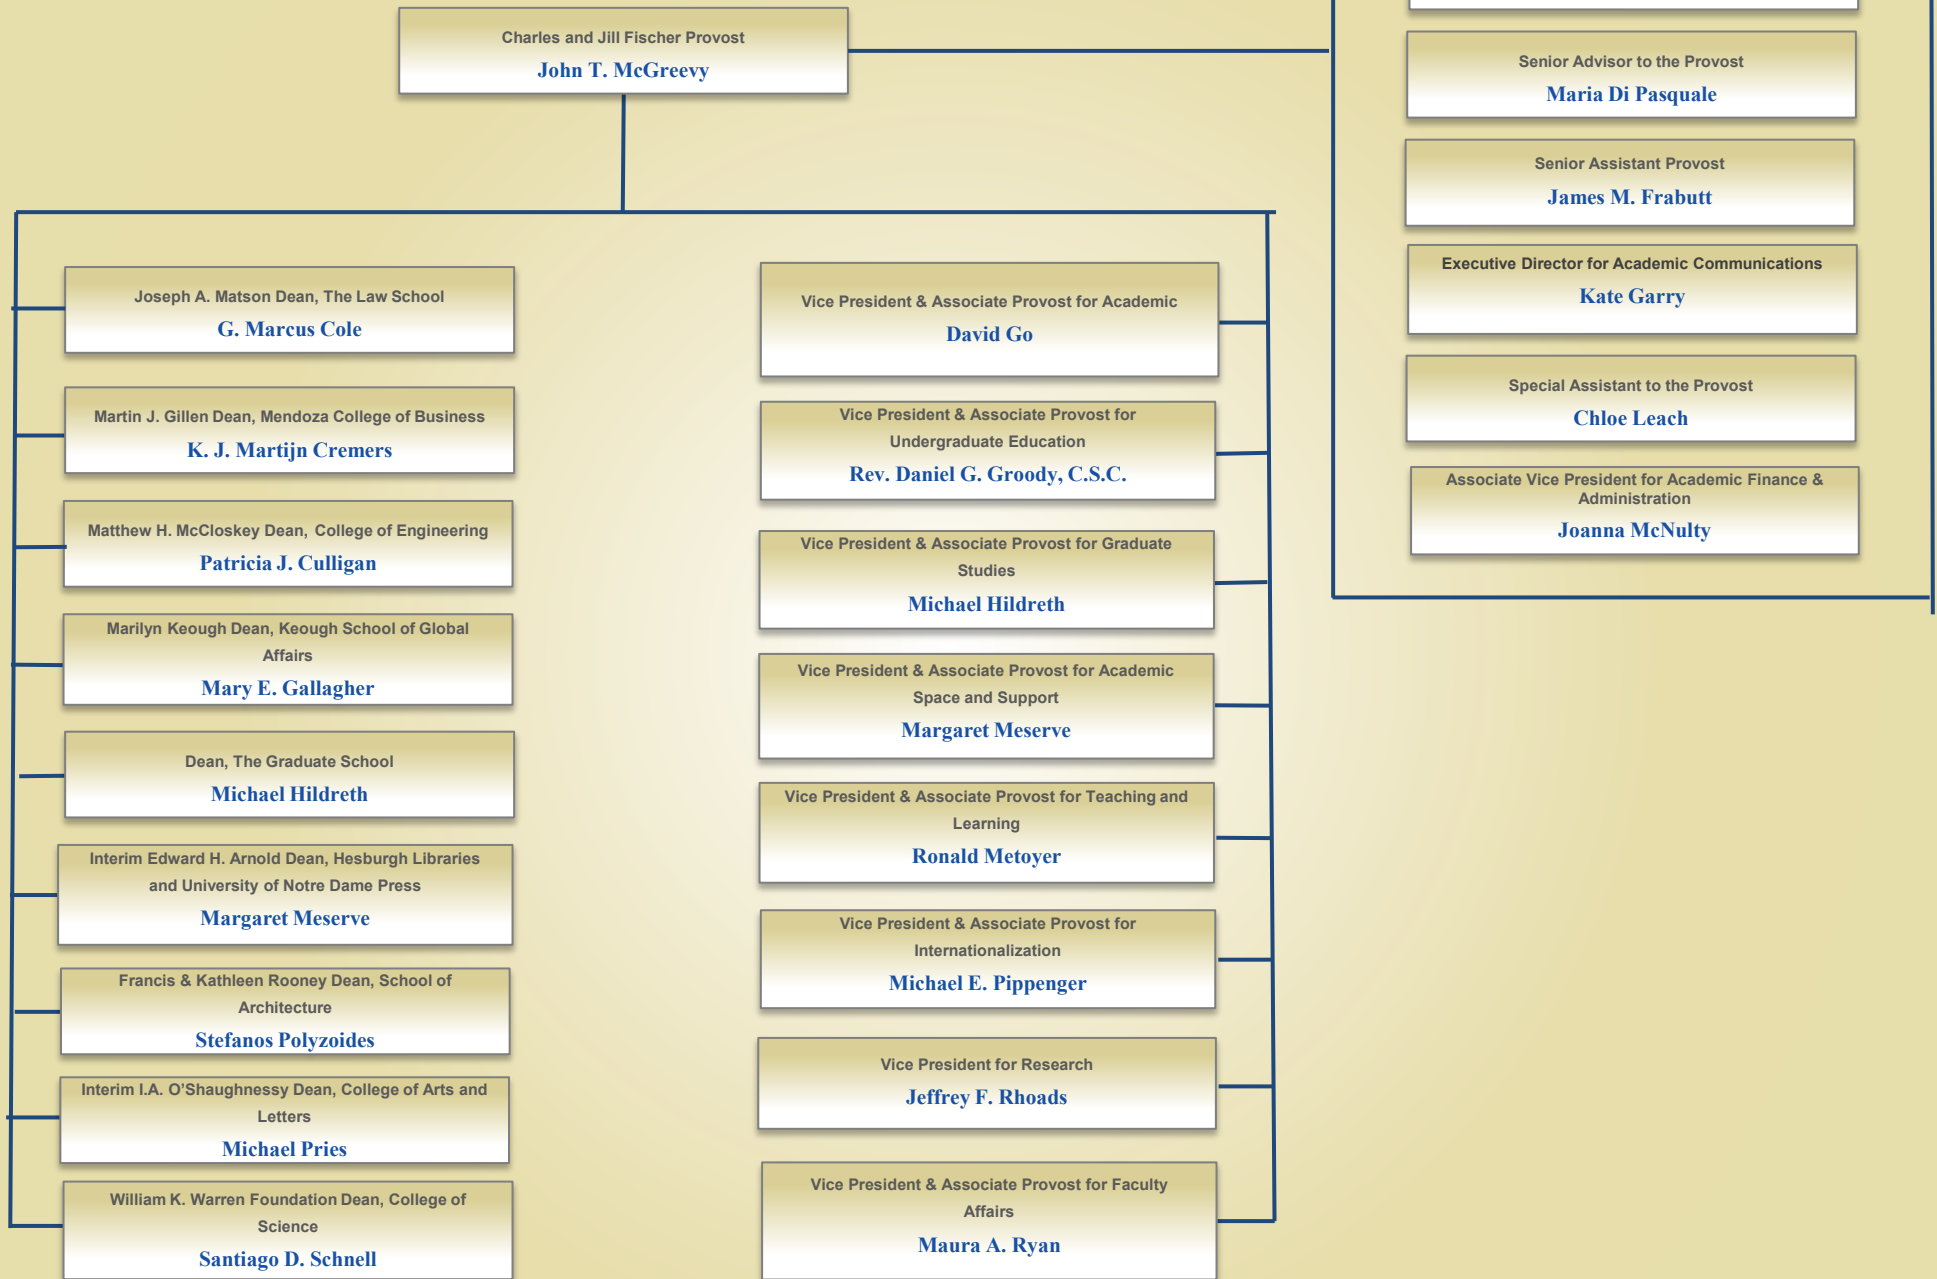 Charles and Jill Fischer Provost
John T. McGreevy
Senior Advisor to the Provost
Maria Di Pasquale
Senior Assistant Provost
James M. Frabutt
Executive Director for Academic Communications
Kate Garry
Special Assistant to the Provost
Chloe Leach
Associate Vice President for Academic Finance &
Administration
Joanna McNulty
Joseph A. Matson Dean, The Law School
G. Marcus Cole
Martin J. Gillen Dean, Mendoza College of Business
K. J. Martijn Cremers
Matthew H. McCloskey Dean, College of Engineering
Patricia J. Culligan
Marilyn Keough Dean, Keough School of Global
Affairs
Mary E. Gallagher
Dean, The Graduate School
Michael Hildreth
Interim Edward H. Arnold Dean, Hesburgh Libraries
and University of Notre Dame Press
Margaret Meserve
Francis & Kathleen Rooney Dean, School of
Architecture
Stefanos Polyzoides
Interim I.A. O’Shaughnessy Dean, College of Arts and
Letters
Michael Pries
William K. Warren Foundation Dean, College of
Science
Santiago D. Schnell
Vice President & Associate Provost for Academic
David Go
Vice President & Associate Provost for
Undergraduate Education
Rev. Daniel G. Groody, C.S.C.
Vice President & Associate Provost for Graduate
Studies
Michael Hildreth
Vice President & Associate Provost for Academic
Space and Support
Margaret Meserve
Vice President & Associate Provost for Teaching and
Learning
Ronald Metoyer
Vice President & Associate Provost for
Internationalization
Michael E. Pippenger
Vice President for Research
Jeffrey F. Rhoads
Vice President & Associate Provost for Faculty
Affairs
Maura A. Ryan